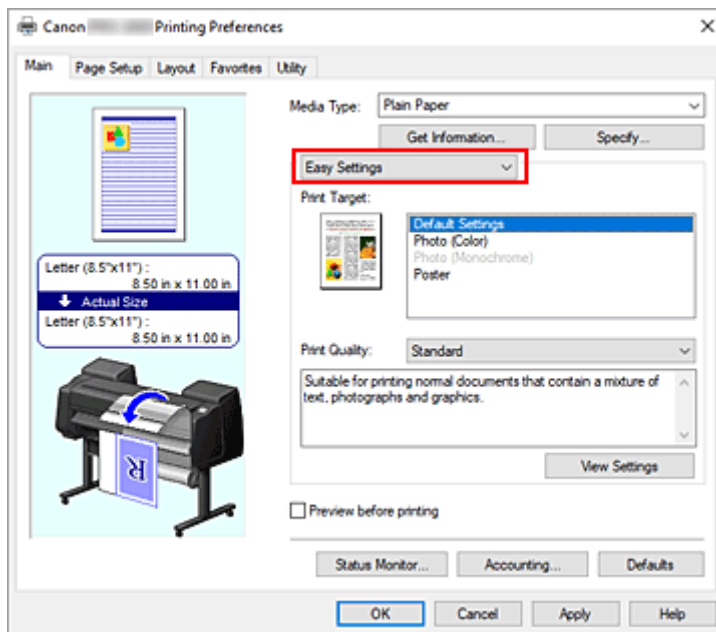 Canon Printing Preferences
Main Page Setup Layout Favorites Utility
Media Type: Plain Paper
Get Information... Specify...
Easy Settings
Print Target:
Default Settings
Photo (Color)
Photo (Monochrome)
Poster
Letter (8.5"x11") :
8.50 in x 11.00 in
Actual Size
Letter (8.5"x11") :
8.50 in x 11.00 in
Print Quality: Standard
Suitable for printing normal documents that contain a mixture of
text, photographs and graphics.
R
View Settings
Preview before printing
Status Monitor... Accounting... Defaults
OK Cancel Apply Help